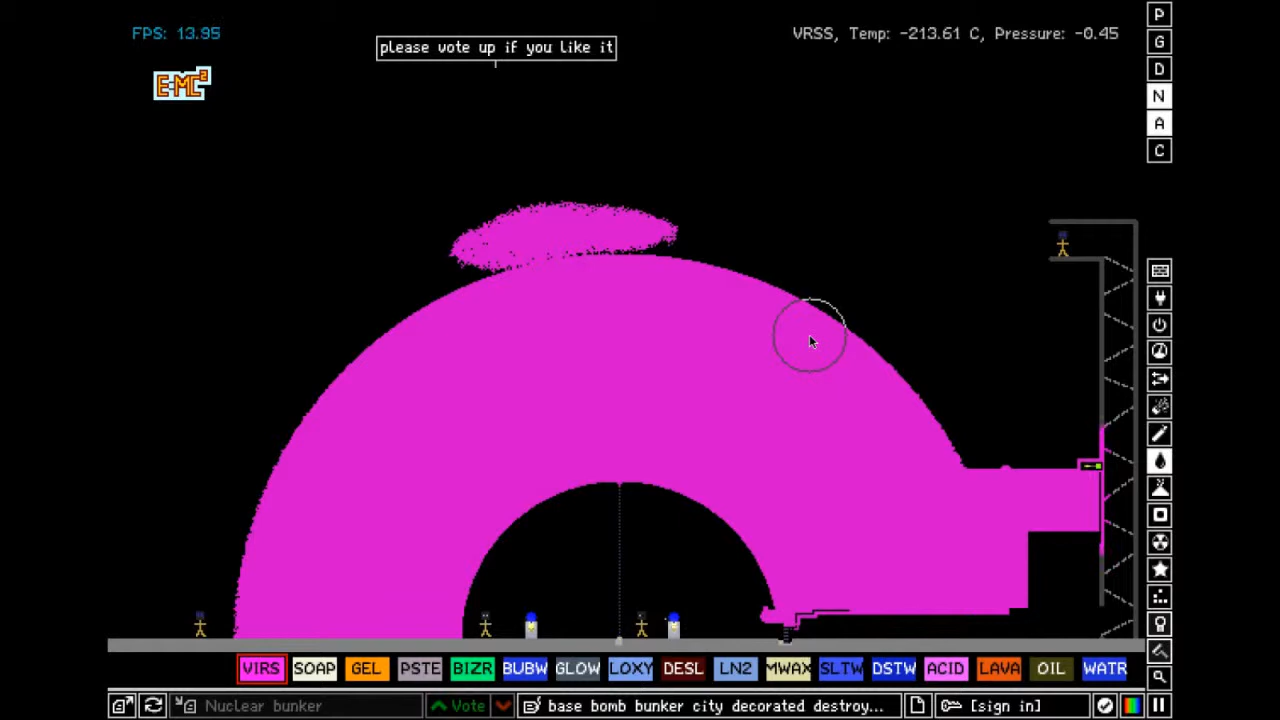 FPS: 13.95
please vote up if you like it
VRSS, Temp: -213.61 C, Pressure: -0.45
E=MC²
P
G
D
N
A
C
VIRS SOAP GEL PSTE BIZR BUBW GLOW LOXY DESL LN2 MWAX SLTW DSTW ACID LAVA OIL WATR
Nuclear bunker Vote base bomb bunker city decorated destroy... [sign in]